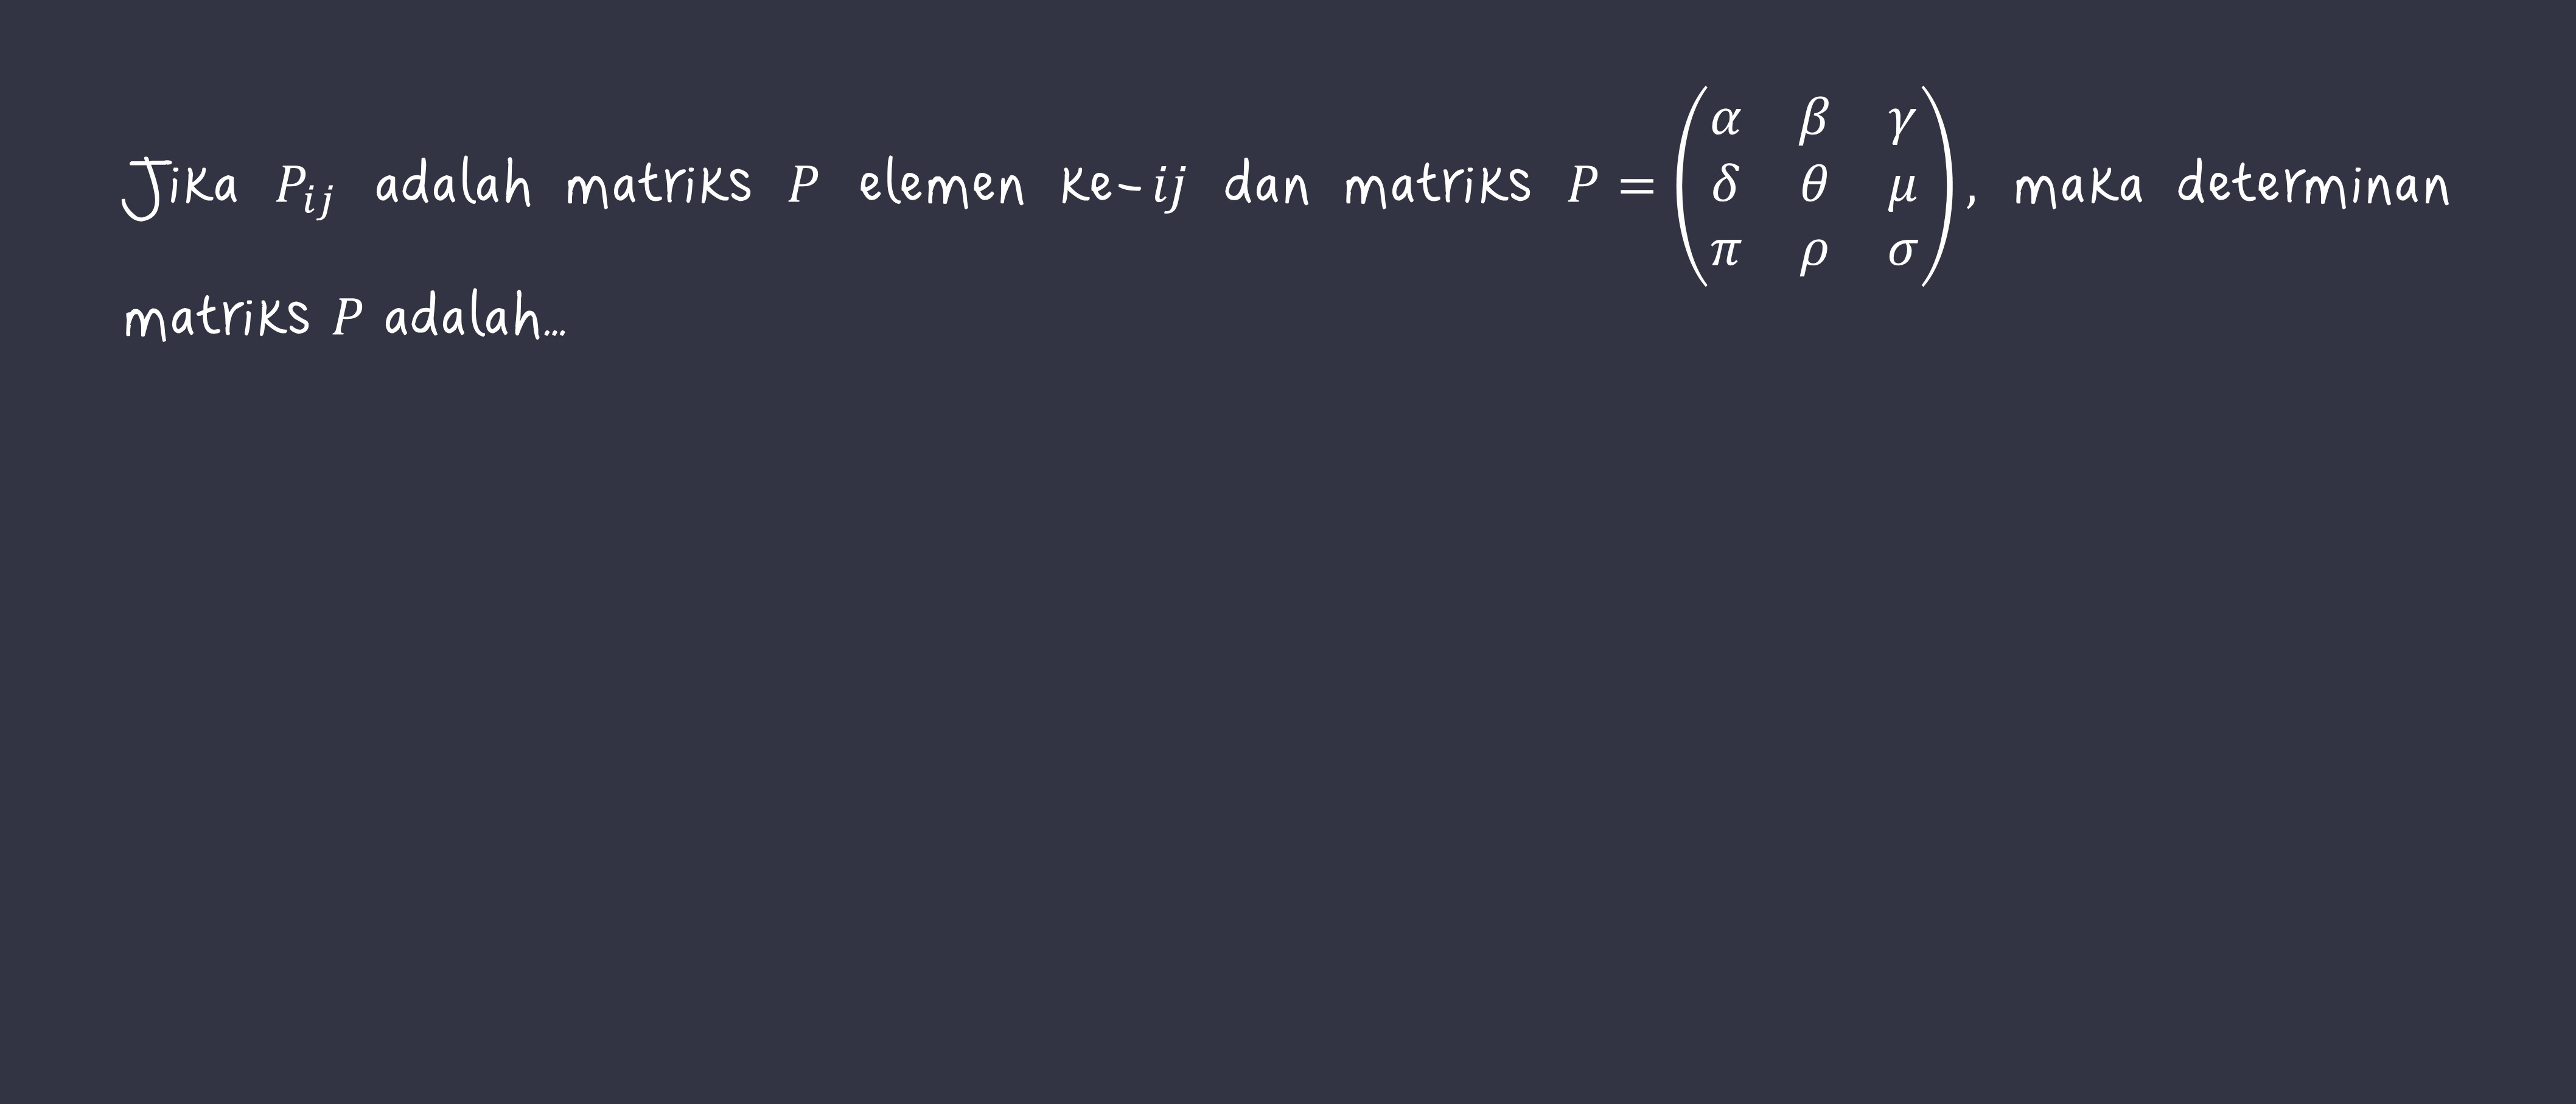 Jika $P_{ij}$ adalah matriks $P$ elemen ke-$ij$ dan matriks $P = \begin{pmatrix} \alpha & \beta & \gamma \\ \delta & \theta & \mu \\ \pi & \rho & \sigma \end{pmatrix}$, maka determinan
matriks $P$ adalah...